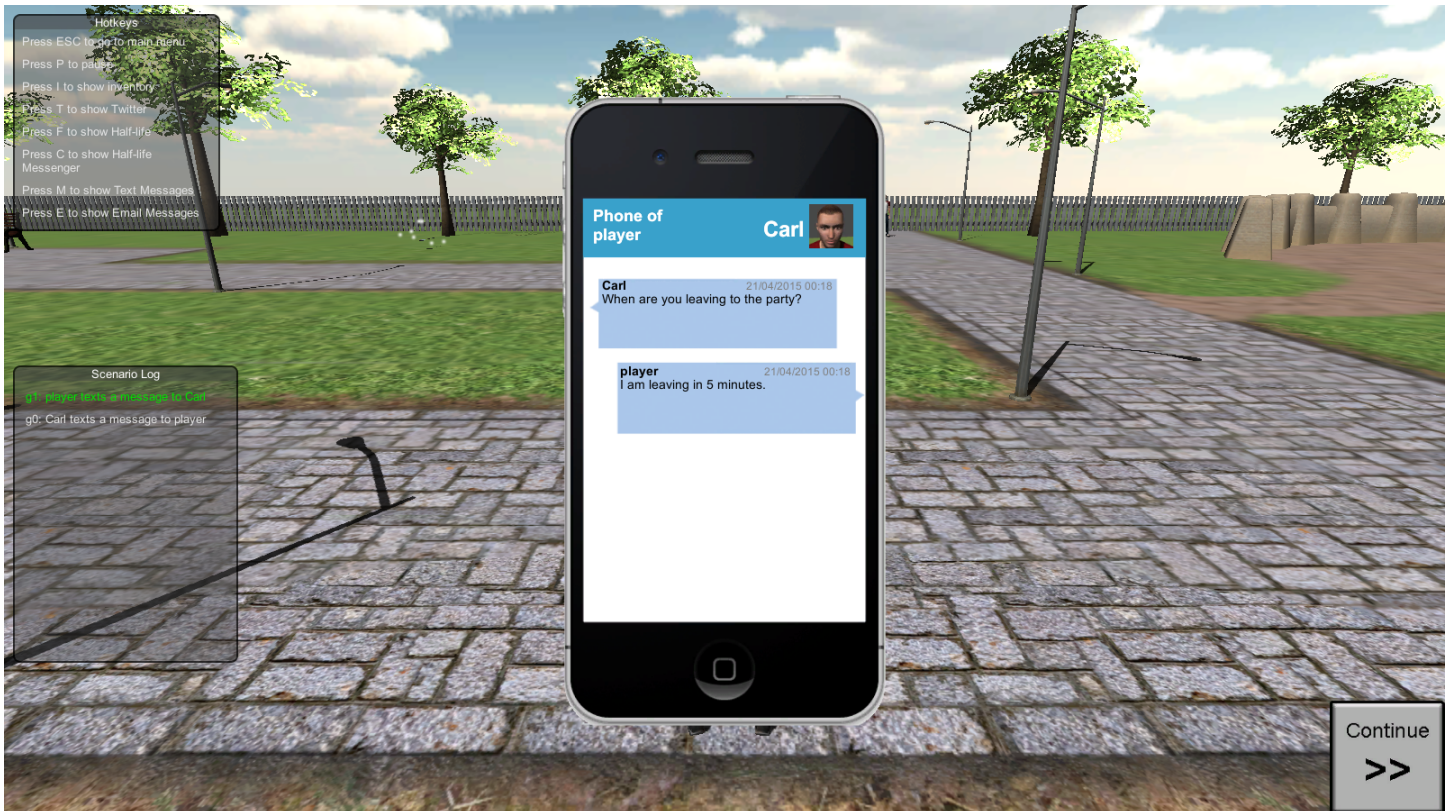 Hotkeys
Press ESC to go to main menu
Press P to pause
Press I to show inventory
Press T to show Twitter
Press F to show Half-life
Press C to show Half-life
Messenger
Press M to show Text Messages
Press E to show Email Messages
Scenario Log
g1: player texts a message to Carl
g0: Carl texts a message to player
Phone of
player
Carl
Carl 21/04/2015 00:18
When are you leaving to the party?
player 21/04/2015 00:18
I am leaving in 5 minutes.
Continue
>>